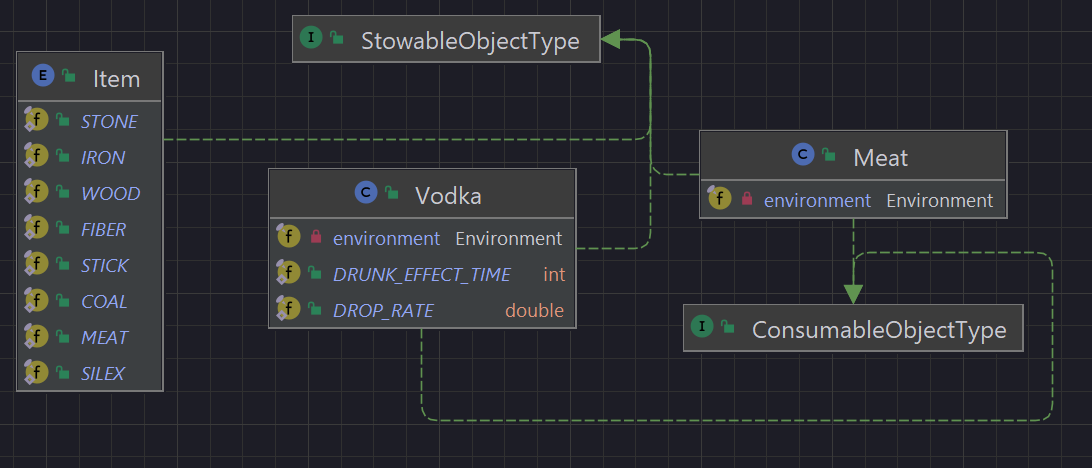 I StowableObjectType
E Item
f STONE
f IRON
f WOOD
f FIBER
f STICK
f COAL
f MEAT
f SILEX
C Vodka
f environment Environment
f DRUNK_EFFECT_TIME int
f DROP_RATE double
C Meat
f environment Environment
I ConsumableObjectType